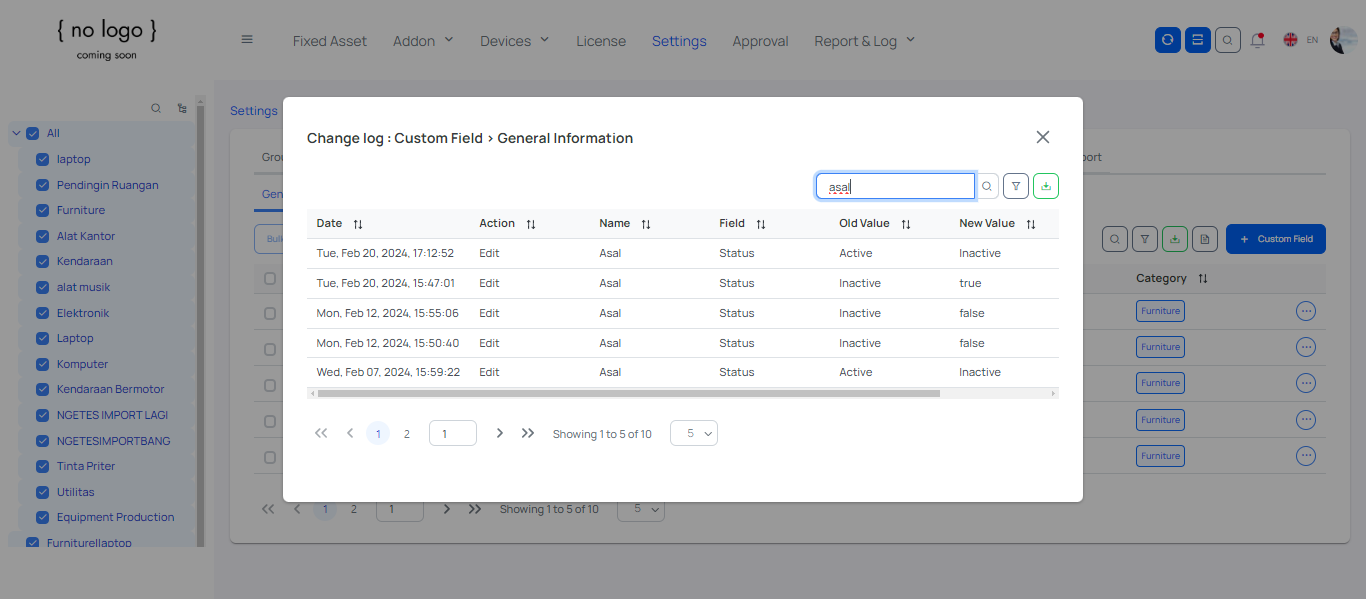 { no logo }
coming soon
Fixed Asset Addon Devices License Settings Approval Report & Log EN
All
laptop
Pendingin Ruangan
Furniture
Alat Kantor
Kendaraan
alat musik
Elektronik
Laptop
Komputer
Kendaraan Bermotor
NGETES IMPORT LAGI
NGETESIMPORTBANG
Tinta Priter
Utilitas
Equipment Production
Furniturellaptop
Settings
Change log : Custom Field > General Information
asal
Date Action Name Field Old Value New Value
Tue, Feb 20, 2024, 17:12:52 Edit Asal Status Active Inactive
Tue, Feb 20, 2024, 15:47:01 Edit Asal Status Inactive true
Mon, Feb 12, 2024, 15:55:06 Edit Asal Status Inactive false
Mon, Feb 12, 2024, 15:50:40 Edit Asal Status Inactive false
Wed, Feb 07, 2024, 15:59:22 Edit Asal Status Active Inactive
1 2 1 Showing 1 to 5 of 10 5
Custom Field
Category
Furniture
Furniture
Furniture
Furniture
Furniture
1 2 1 Showing 1 to 5 of 10 5